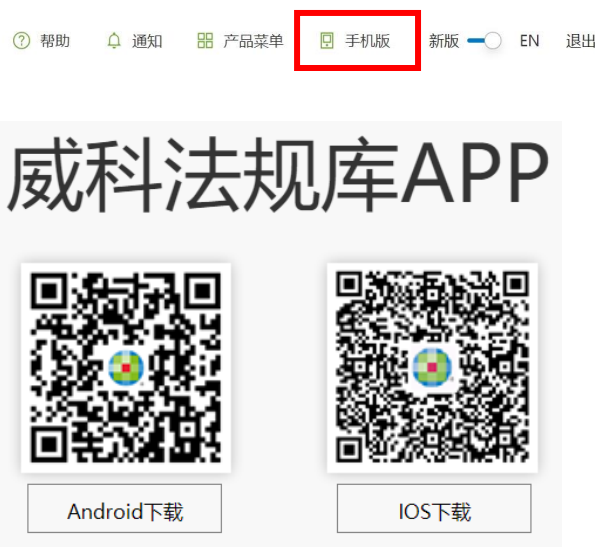 帮助 通知 产品菜单 手机版 新版 EN 退出
威科法规库APP
Android下载 IOS下载